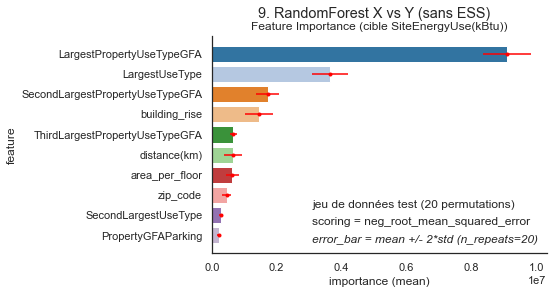 9. RandomForest X vs Y (sans ESS)
Feature Importance (cible SiteEnergyUse(kBtu))
feature
LargestPropertyUseTypeGFA
LargestUseType
SecondLargestPropertyUseTypeGFA
building_rise
ThirdLargestPropertyUseTypeGFA
distance(km)
area_per_floor
zip_code
SecondLargestUseType
PropertyGFAParking
jeu de données test (20 permutations)
scoring = neg_root_mean_squared_error
error_bar = mean +/- 2*std (n_repeats=20)
0.0 0.2 0.4 0.6 0.8 1.0
1e7
importance (mean)